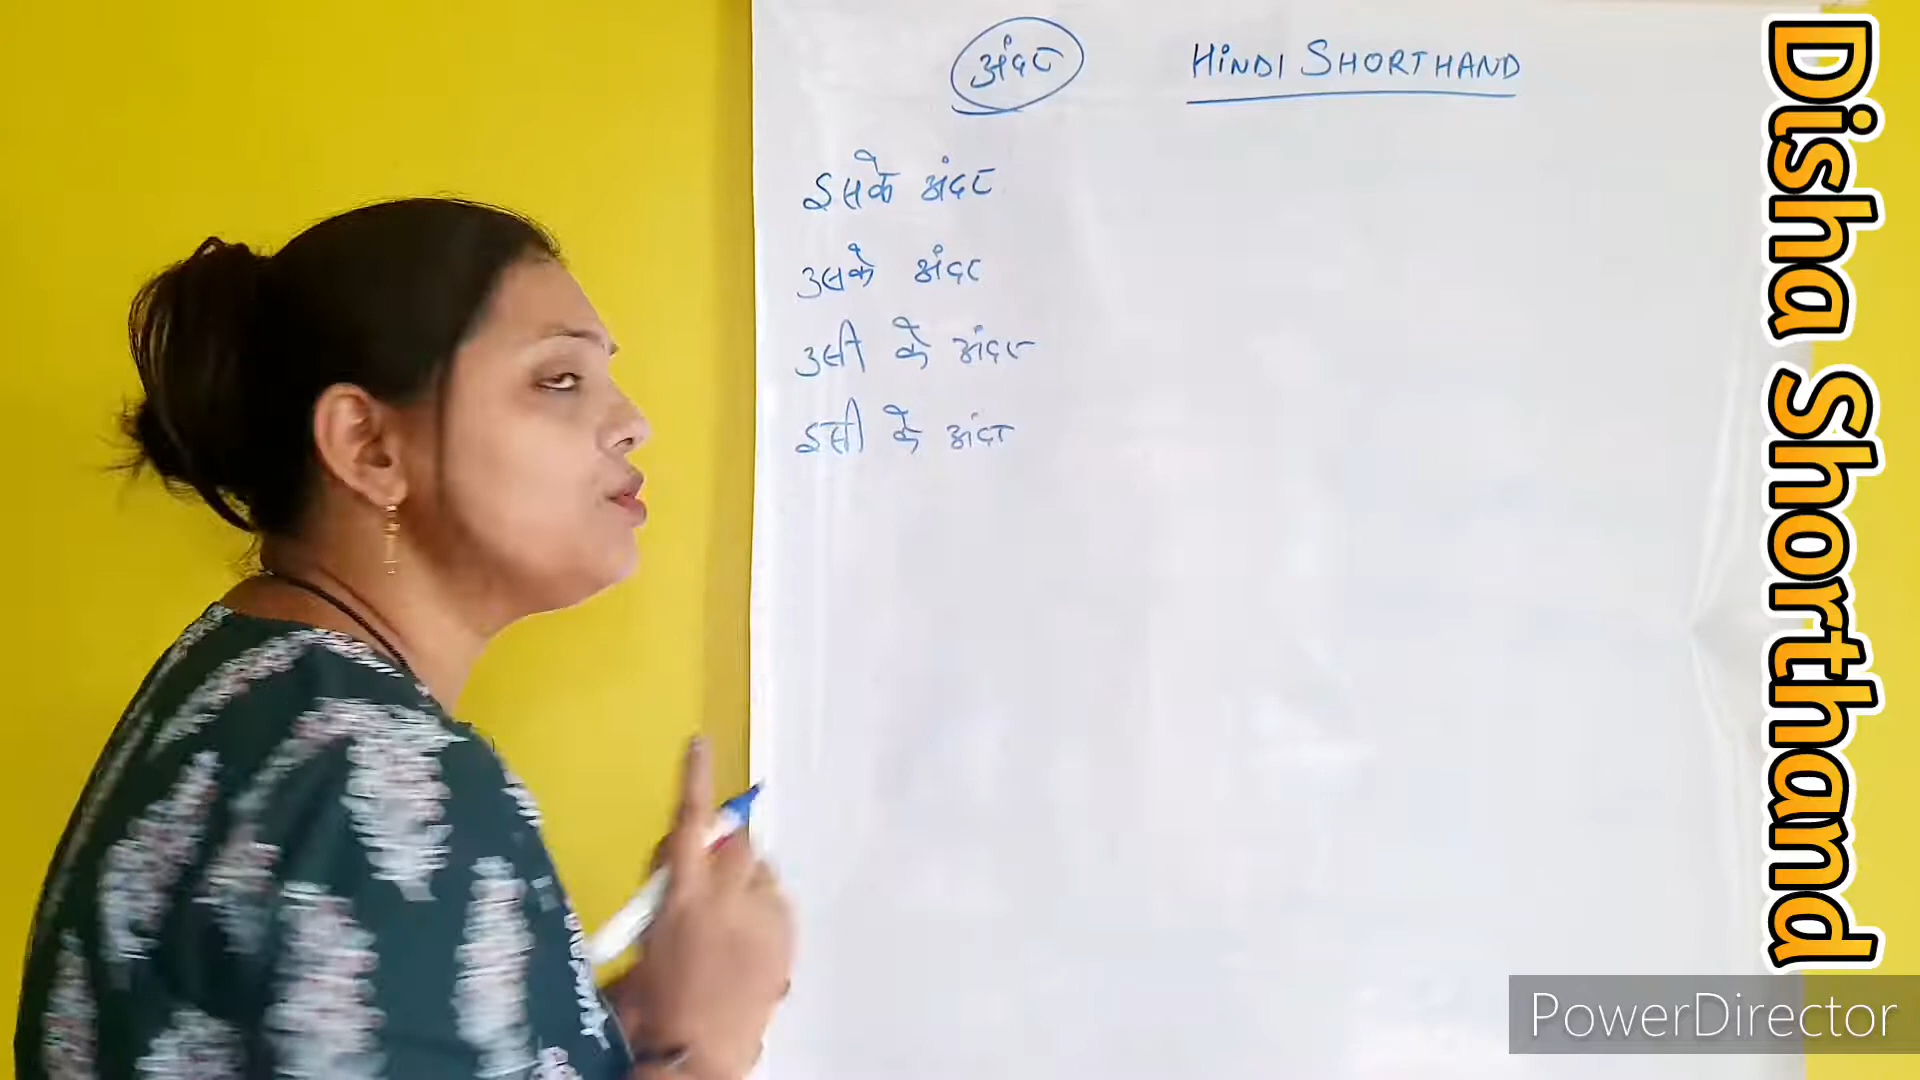 अंदर HINDI SHORTHAND
इसके अंदर
उसके अंदर
उसी के अंदर
इसी के अंदर
Disha Shorthand
PowerDirector